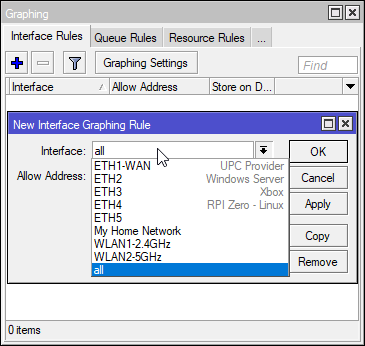 Graphing
Interface Rules Queue Rules Resource Rules ...
Graphing Settings Find
Interface / Allow Address Store on D...
New Interface Graphing Rule
Interface: all OK
ETH1-WAN UPC Provider
Allow Address: ETH2 Windows Server Cancel
ETH3 Xbox
ETH4 RPI Zero - Linux Apply
ETH5
My Home Network Copy
WLAN1-2.4GHz
WLAN2-5GHz Remove
all
0 items